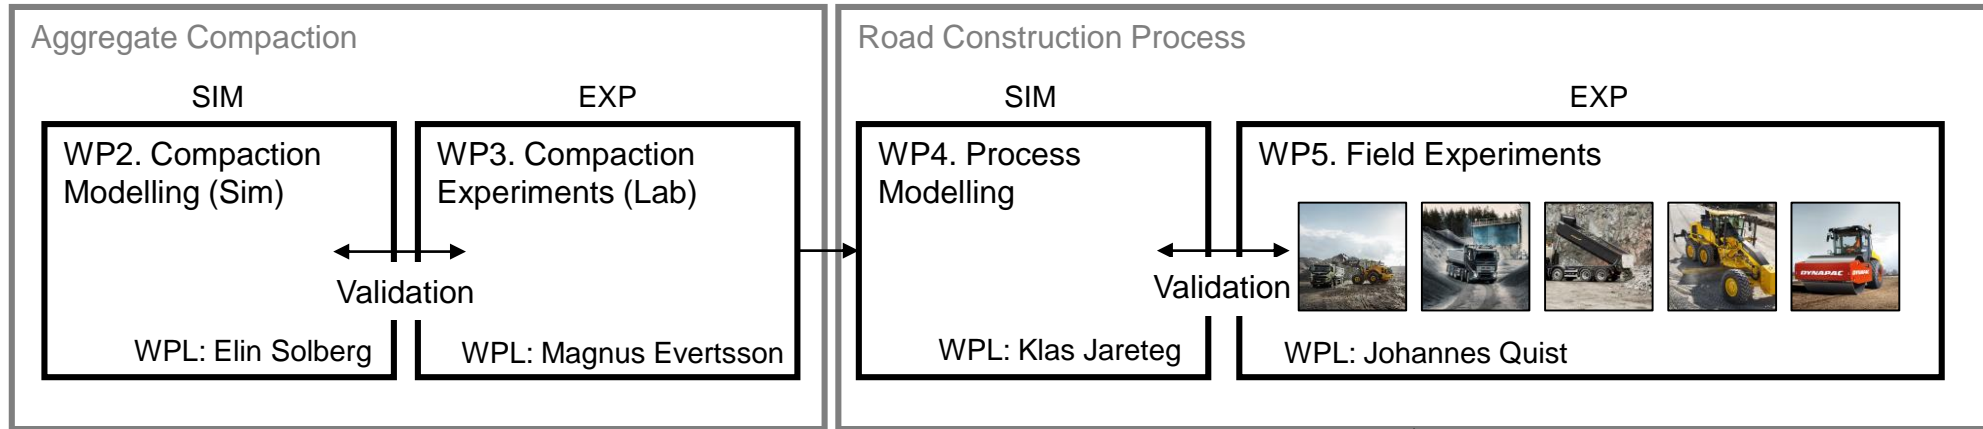 Aggregate Compaction
SIM
EXP
WP2. Compaction
Modelling (Sim)
WP3. Compaction
Experiments (Lab)
Validation
WPL: Elin Solberg
WPL: Magnus Evertsson
Road Construction Process
SIM
EXP
WP4. Process
Modelling
WP5. Field Experiments
DYNAPAC
Validation
WPL: Klas Jareteg
WPL: Johannes Quist